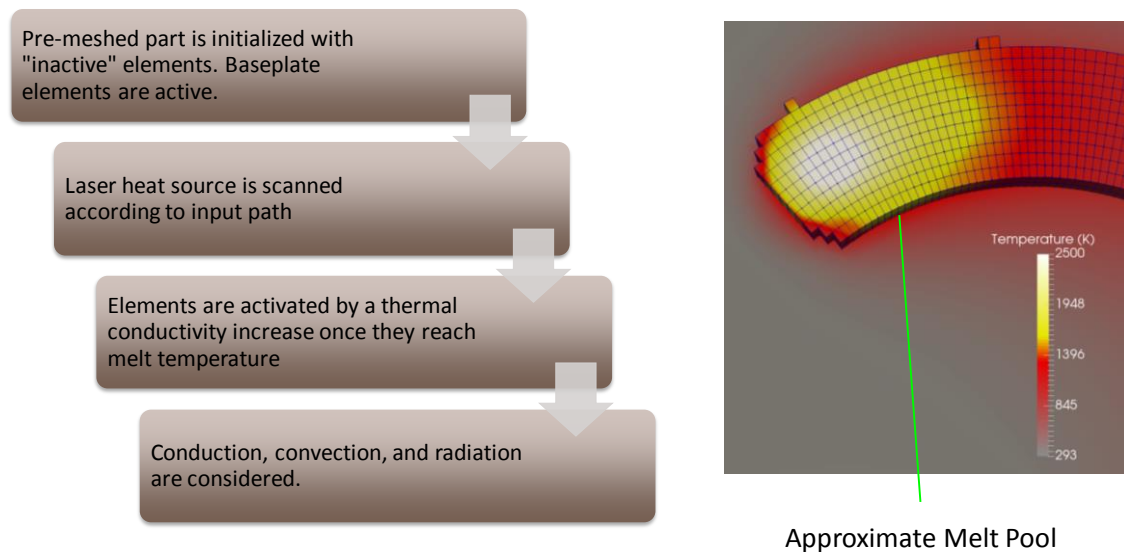 Pre-meshed part is initialized with
"inactive" elements. Baseplate
elements are active.
Laser heat source is scanned
according to input path
Elements are activated by a thermal
conductivity increase once they reach
melt temperature
Conduction, convection, and radiation
are considered.
Temperature (K)
2500
1948
1396
845
293
Approximate Melt Pool